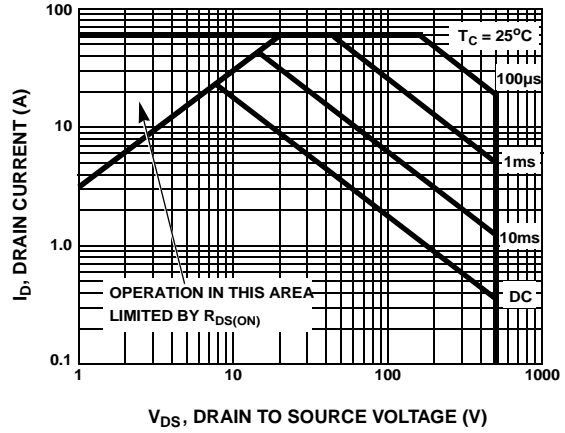 100
T_C = 25°C
100µs
10
1ms
1.0
10ms
OPERATION IN THIS AREA
LIMITED BY R_DS(ON)
DC
0.1
1
10
100
1000
I_D, DRAIN CURRENT (A)
V_DS, DRAIN TO SOURCE VOLTAGE (V)